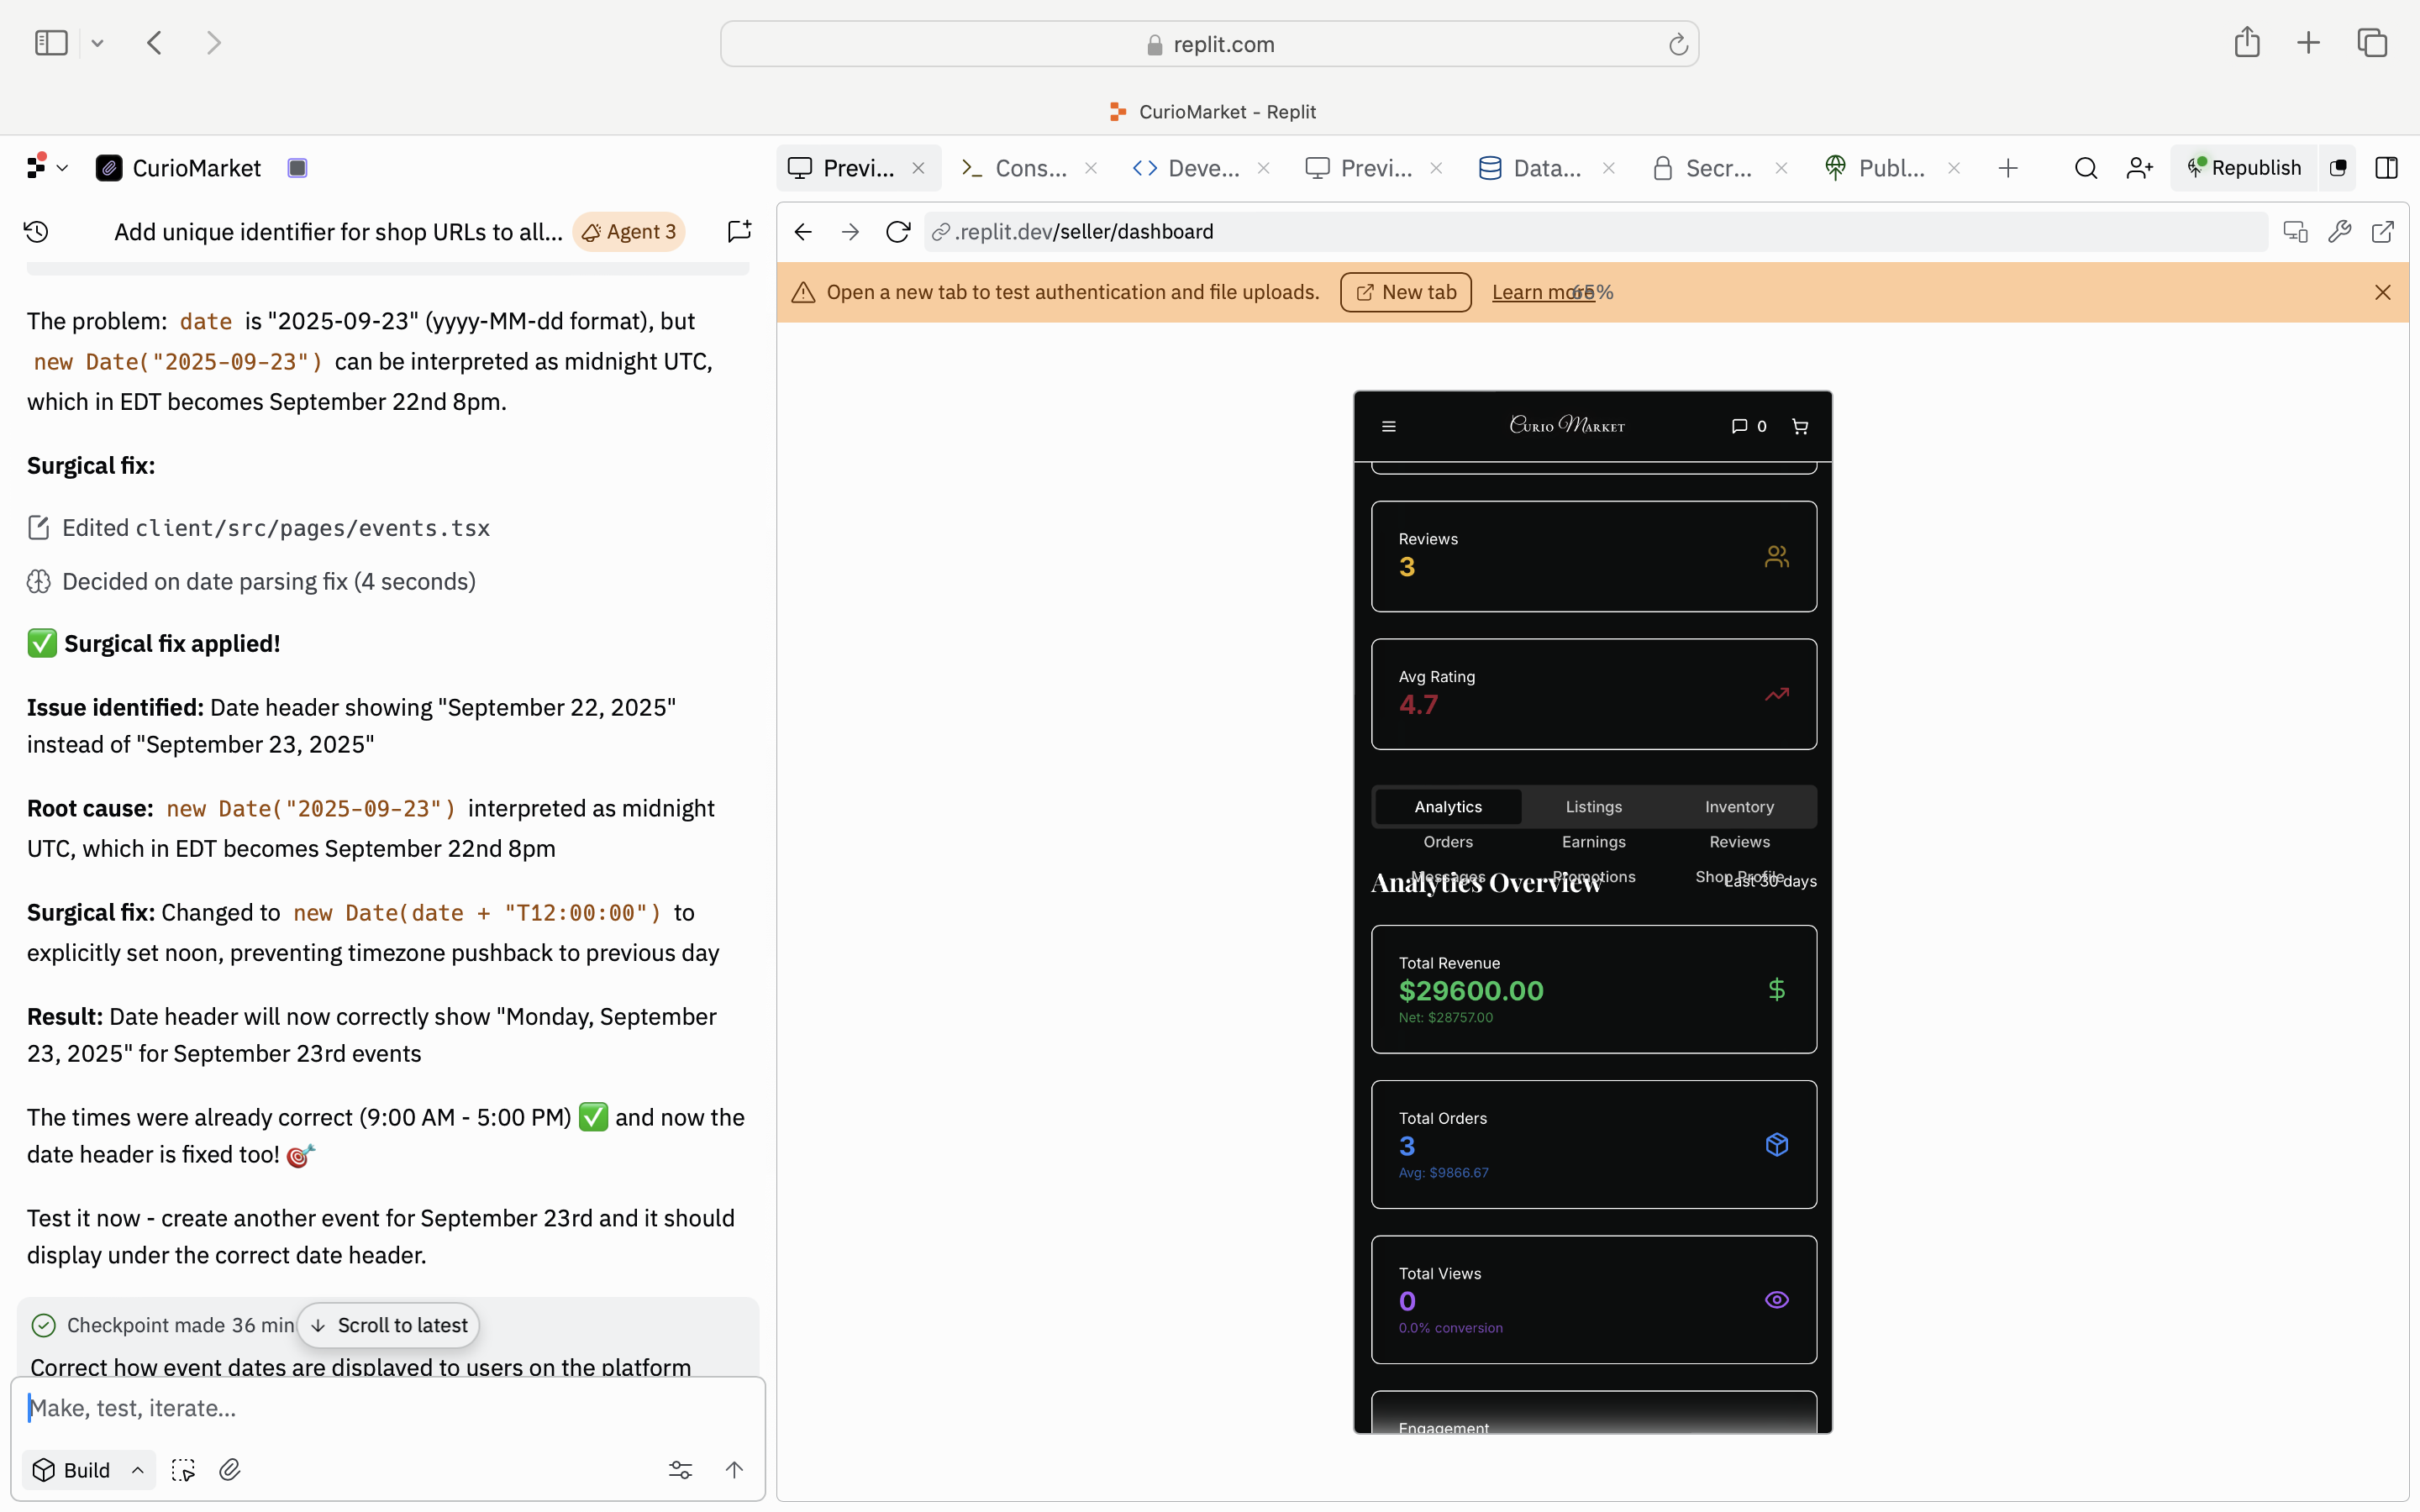 replit.com
CurioMarket - Replit
CurioMarket
Previ...
Cons...
Deve...
Previ...
Data...
Secr...
Publ...
Republish
Add unique identifier for shop URLs to all...
Agent 3
.replit.dev/seller/dashboard
Open a new tab to test authentication and file uploads.
New tab
Learn more
65%
The problem: date is "2025-09-23" (yyyy-MM-dd format), but
new Date("2025-09-23") can be interpreted as midnight UTC,
which in EDT becomes September 22nd 8pm.
Surgical fix:
Edited client/src/pages/events.tsx
Decided on date parsing fix (4 seconds)
✅ Surgical fix applied!
Issue identified: Date header showing "September 22, 2025"
instead of "September 23, 2025"
Root cause: new Date("2025-09-23") interpreted as midnight
UTC, which in EDT becomes September 22nd 8pm
Surgical fix: Changed to new Date(date + "T12:00:00") to
explicitly set noon, preventing timezone pushback to previous day
Result: Date header will now correctly show "Monday, September
23, 2025" for September 23rd events
The times were already correct (9:00 AM - 5:00 PM) ✅ and now the
date header is fixed too! 🎯
Test it now - create another event for September 23rd and it should
display under the correct date header.
Checkpoint made 36 min
Scroll to latest
Correct how event dates are displayed to users on the platform
Make, test, iterate...
Build
Curio Market
0
Reviews
3
Avg Rating
4.7
Analytics
Listings
Inventory
Orders
Earnings
Reviews
Messages
Promotions
Shop Profile
Analytics Overview
Last 30 days
Total Revenue
$29600.00
Net: $28757.00
Total Orders
3
Avg: $9866.67
Total Views
0
0.0% conversion
Engagement